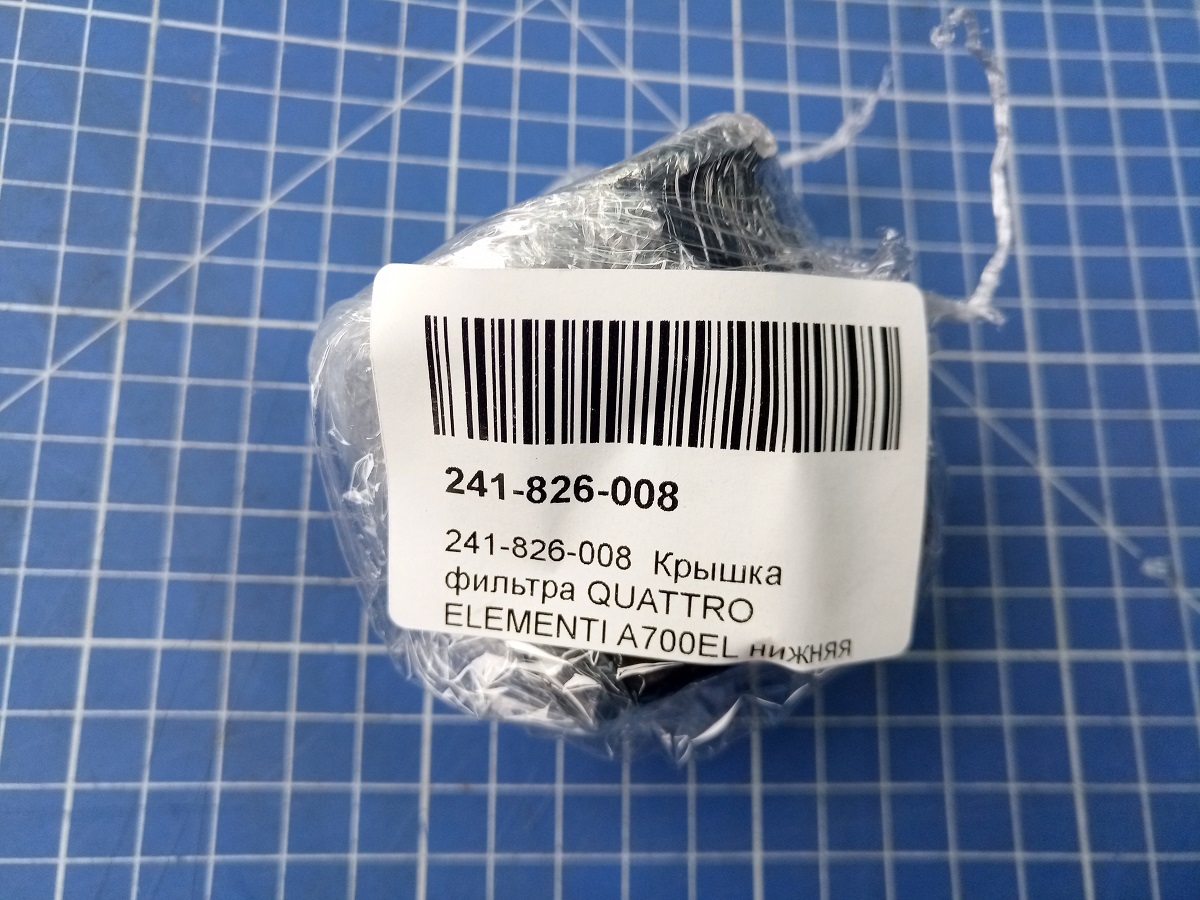 241-826-008
241-826-008 Крышка
фильтра QUATTRO
ELEMENTI A700EL нижняя